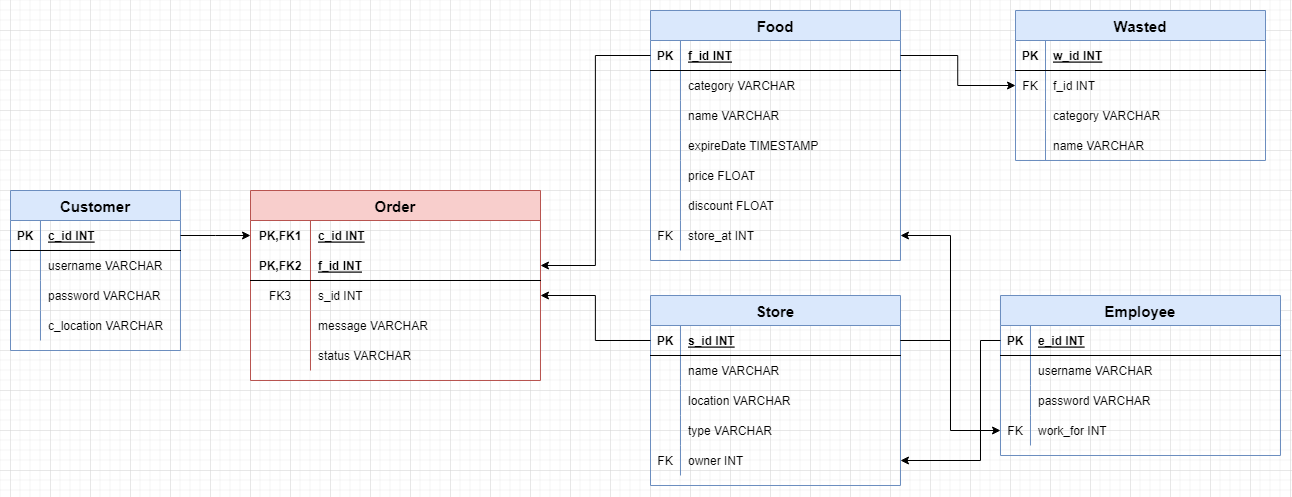 Food
PK f_id INT
category VARCHAR
name VARCHAR
expireDate TIMESTAMP
price FLOAT
discount FLOAT
FK store_at INT
Wasted
PK w_id INT
FK f_id INT
category VARCHAR
name VARCHAR
Customer
PK c_id INT
username VARCHAR
password VARCHAR
c_location VARCHAR
Order
PK,FK1 c_id INT
PK,FK2 f_id INT
FK3 s_id INT
message VARCHAR
status VARCHAR
Store
PK s_id INT
name VARCHAR
location VARCHAR
type VARCHAR
FK owner INT
Employee
PK e_id INT
username VARCHAR
password VARCHAR
FK work_for INT